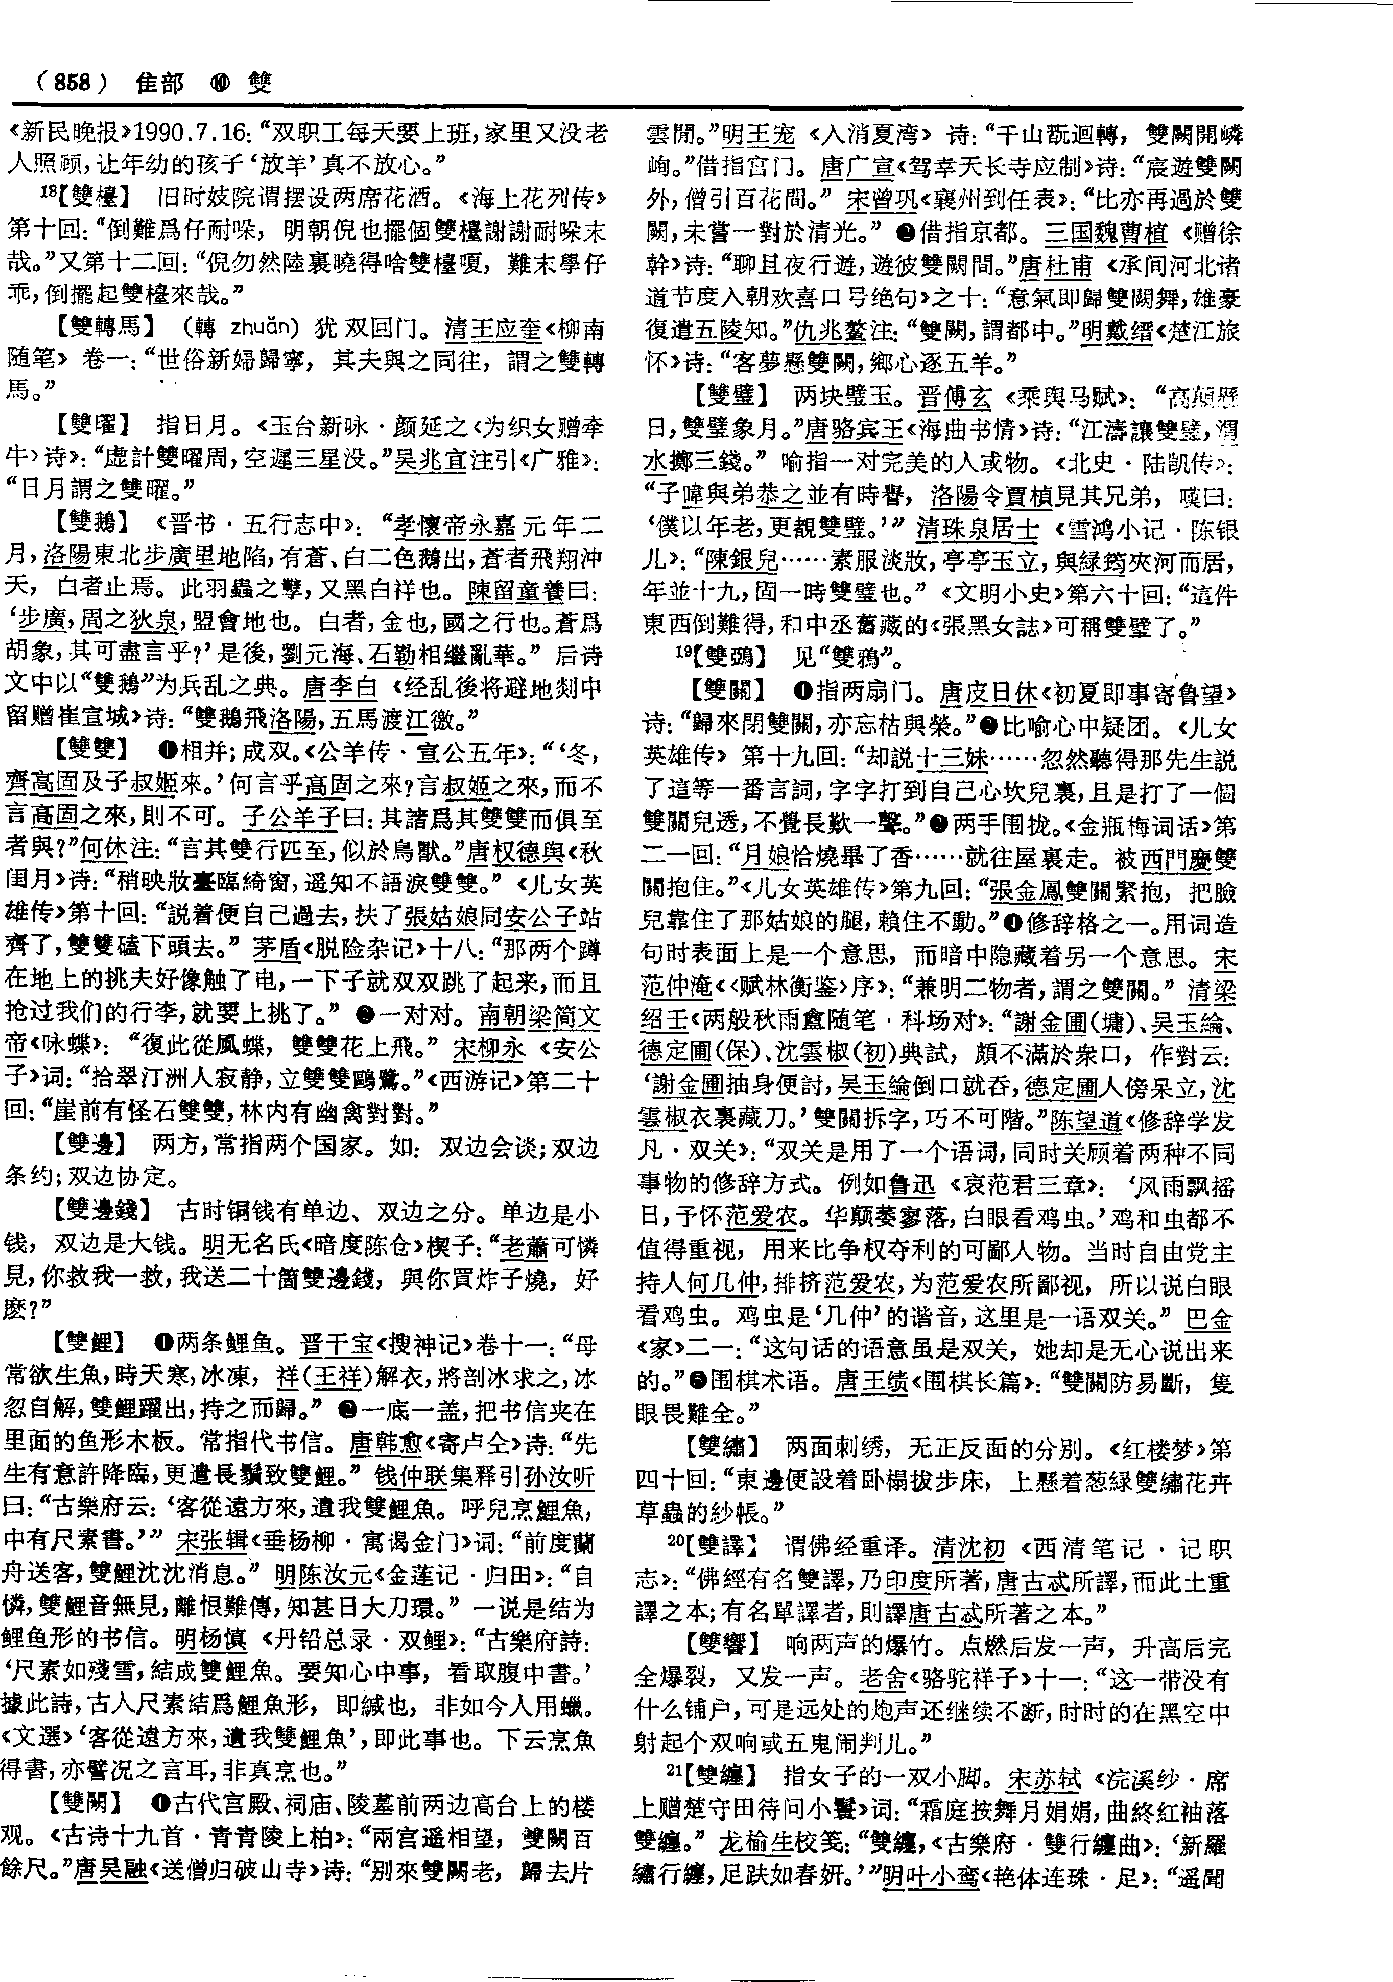 （858） 隹部 ⑩ 雙
《新民晚报》1990.7.16：“双职工每天要上班，家里又没老
人照顾，让年幼的孩子‘放羊’真不放心。”
18【雙檯】 旧时妓院谓摆设两席花酒。《海上花列传》
第十回：“倒難爲仔耐哚，明朝倪也擺個雙檯謝謝耐哚末
哉。”又第十二回：“倪勿然陸裏曉得啥雙檯嗄，難末學仔
乖，倒擺起雙檯來哉。”
【雙轉馬】 （轉 zhuǎn）犹双回门。清王应奎《柳南
随笔》卷一：“世俗新婦歸寧，其夫與之同往，謂之雙轉
馬。”
【雙曜】 指日月。《玉台新咏·颜延之〈为织女赠牵
牛〉诗》：“虚計雙曜周，空遲三星没。”吴兆宜注引《广雅》：
“日月謂之雙曜。”
【雙鵝】 《晋书·五行志中》：“孝懷帝永嘉元年二
月，洛陽東北步廣里地陷，有蒼、白二色鵝出，蒼者飛翔沖
天，白者止焉。此羽蟲之孽，又黑白祥也。陳留董養曰：
‘步廣，周之狄泉，盟會地也。白者，金也，國之行也。蒼爲
胡象，其可盡言乎？’是後，劉元海、石勒相繼亂華。”后诗
文中以“雙鵝”为兵乱之典。唐李白《经乱後将避地剡中
留赠崔宣城》诗：“雙鵝飛洛陽，五馬渡江徼。”
【雙雙】 ❶相并；成双。《公羊传·宣公五年》：“‘冬，
齊高固及子叔姬來。’何言乎高固之來？言叔姬之來，而不
言高固之來，則不可。子公羊子曰：其諸爲其雙雙而俱至
者與？”何休注：“言其雙行匹至，似於鳥獸。”唐权德舆《秋
闺月》诗：“稍映妝臺臨綺窗，遥知不語淚雙雙。”《儿女英
雄传》第十回：“説着便自己過去，扶了張姑娘同安公子站
齊了，雙雙磕下頭去。”茅盾《脱险杂记》十八：“那两个蹲
在地上的挑夫好像触了电，一下子就双双跳了起来，而且
抢过我们的行李，就要上挑了。”❷一对对。南朝梁简文
帝《咏蝶》：“復此從風蝶，雙雙花上飛。”宋柳永《安公
子》词：“拾翠汀洲人寂静，立雙雙鷗鷺。”《西游记》第二十
回：“崖前有怪石雙雙，林内有幽禽對對。”
【雙邊】 两方，常指两个国家。如：双边会谈；双边
条约；双边协定。
【雙邊錢】 古时铜钱有单边、双边之分。单边是小
钱，双边是大钱。明无名氏《暗度陈仓》楔子：“老蕭可憐
見，你救我一救，我送二十箇雙邊錢，與你買炸子燒，好
麽？”
【雙鯉】 ❶两条鲤鱼。晋干宝《搜神记》卷十一：“母
常欲生魚，時天寒，冰凍，祥（王祥）解衣，將剖冰求之，冰
忽自解，雙鯉躍出，持之而歸。”❷一底一盖，把书信夹在
里面的鱼形木板。常指代书信。唐韩愈《寄卢仝》诗：“先
生有意許降臨，更遣長鬚致雙鯉。”钱仲联集释引孙汝听
曰：“古樂府云：‘客從遠方來，遺我雙鯉魚。呼兒烹鯉魚，
中有尺素書。’”宋张辑《垂杨柳·寓谒金门》词：“前度蘭
舟送客，雙鯉沈沈消息。”明陈汝元《金莲记·归田》：“自
憐，雙鯉音無見，離恨難傳，知甚日大刀環。”一说是结为
鲤鱼形的书信。明杨慎《丹铅总录·双鲤》：“古樂府詩：
‘尺素如殘雪，結成雙鯉魚。要知心中事，看取腹中書。’
據此詩，古人尺素結爲鯉魚形，即緘也，非如今人用蠟。
《文選》‘客從遠方來，遺我雙鯉魚’，即此事也。下云烹魚
得書，亦譬况之言耳，非真烹也。”
【雙闕】 ❶古代宫殿、祠庙、陵墓前两边高台上的楼
观。《古诗十九首·青青陵上柏》：“兩宫遥相望，雙闕百
餘尺。”唐吴融《送僧归破山寺》诗：“别來雙闕老，歸去片
雲閒。”明王宠《入消夏湾》诗：“千山翫迴轉，雙闕開嶙
峋。”借指宫门。唐广宣《驾幸天长寺应制》诗：“宸遊雙闕
外，僧引百花間。”宋曾巩《襄州到任表》：“比亦再過於雙
闕，未嘗一對於清光。”❷借指京都。三国魏曹植《赠徐
幹》诗：“聊且夜行遊，遊彼雙闕間。”唐杜甫《承闻河北诸
道节度入朝欢喜口号绝句》之十：“意氣即歸雙闕舞，雄豪
復遣五陵知。”仇兆鳌注：“雙闕，謂都中。”明戴缙《楚江旅
怀》诗：“客夢懸雙闕，鄉心逐五羊。”
【雙璧】 两块璧玉。晋傅玄《乘舆马赋》：“高顛懸
日，雙璧象月。”唐骆宾王《海曲书情》诗：“江濤讓雙璧，渭
水擲三錢。”喻指一对完美的人或物。《北史·陆凯传》：
“子暐與弟恭之並有時譽，洛陽令賈楨見其兄弟，嘆曰：
‘僕以年老，更覩雙璧。’”清珠泉居士《雪鸿小记·陈银
儿》：“陳銀兒……素服淡妝，亭亭玉立，與緑筠夾河而居，
年並十九，固一時雙璧也。”《文明小史》第六十回：“這件
東西倒難得，和中丞舊藏的《張黑女誌》可稱雙璧了。”
19【雙鵶】 见“雙鴉”。
【雙關】 ❶指两扇门。唐皮日休《初夏即事寄鲁望》
诗：“歸來閉雙關，亦忘枯與榮。”❷比喻心中疑团。《儿女
英雄传》第十九回：“却説十三妹……忽然聽得那先生説
了這等一番言詞，字字打到自己心坎兒裏，且是打了一個
雙關兒透，不覺長歎一聲。”❸两手围拢。《金瓶梅词话》第
二一回：“月娘恰燒畢了香……就往屋裏走。被西門慶雙
關抱住。”《儿女英雄传》第九回：“張金鳳雙關緊抱，把臉
兒靠住了那姑娘的腿，賴住不動。”❹修辞格之一。用词造
句时表面上是一个意思，而暗中隐藏着另一个意思。宋
范仲淹《〈赋林衡鉴〉序》：“兼明二物者，謂之雙關。”清梁
绍壬《两般秋雨盦随笔·科场对》：“謝金圃（墉）、吴玉綸、
德定圃（保）、沈雲椒（初）典試，頗不滿於衆口，作對云：
‘謝金圃抽身便討，吴玉綸倒口就吞，德定圃人傍呆立，沈
雲椒衣裏藏刀。’雙關拆字，巧不可階。”陈望道《修辞学发
凡·双关》：“双关是用了一个语词，同时关顾着两种不同
事物的修辞方式。例如鲁迅《哀范君三章》：‘风雨飘摇
日，予怀范爱农。华颠萎寥落，白眼看鸡虫。’鸡和虫都不
值得重视，用来比争权夺利的可鄙人物。当时自由党主
持人何几仲，排挤范爱农，为范爱农所鄙视，所以说白眼
看鸡虫。鸡虫是‘几仲’的谐音，这里是一语双关。”巴金
《家》二一：“这句话的语意虽是双关，她却是无心说出来
的。”❺围棋术语。唐王绩《围棋长篇》：“雙關防易斷，隻
眼畏難全。”
【雙繡】 两面刺绣，无正反面的分别。《红楼梦》第
四十回：“東邊便設着卧榻拔步床，上懸着葱緑雙繡花卉
草蟲的紗帳。”
20【雙譯】 谓佛经重译。清沈初《西清笔记·记职
志》：“佛經有名雙譯，乃印度所著，唐古忒所譯，而此土重
譯之本；有名單譯者，則譯唐古忒所著之本。”
【雙響】 响两声的爆竹。点燃后发一声，升高后完
全爆裂，又发一声。老舍《骆驼祥子》十一：“这一带没有
什么铺户，可是远处的炮声还继续不断，时时的在黑空中
射起个双响或五鬼闹判儿。”
21【雙纏】 指女子的一双小脚。宋苏轼《浣溪纱·席
上赠楚守田待问小鬟》词：“霜庭按舞月娟娟，曲終紅袖落
雙纏。”龙榆生校笺：“雙纏，《古樂府·雙行纏曲》：‘新羅
繡行纏，足趺如春妍。’”明叶小鸾《艳体连珠·足》：“遥聞